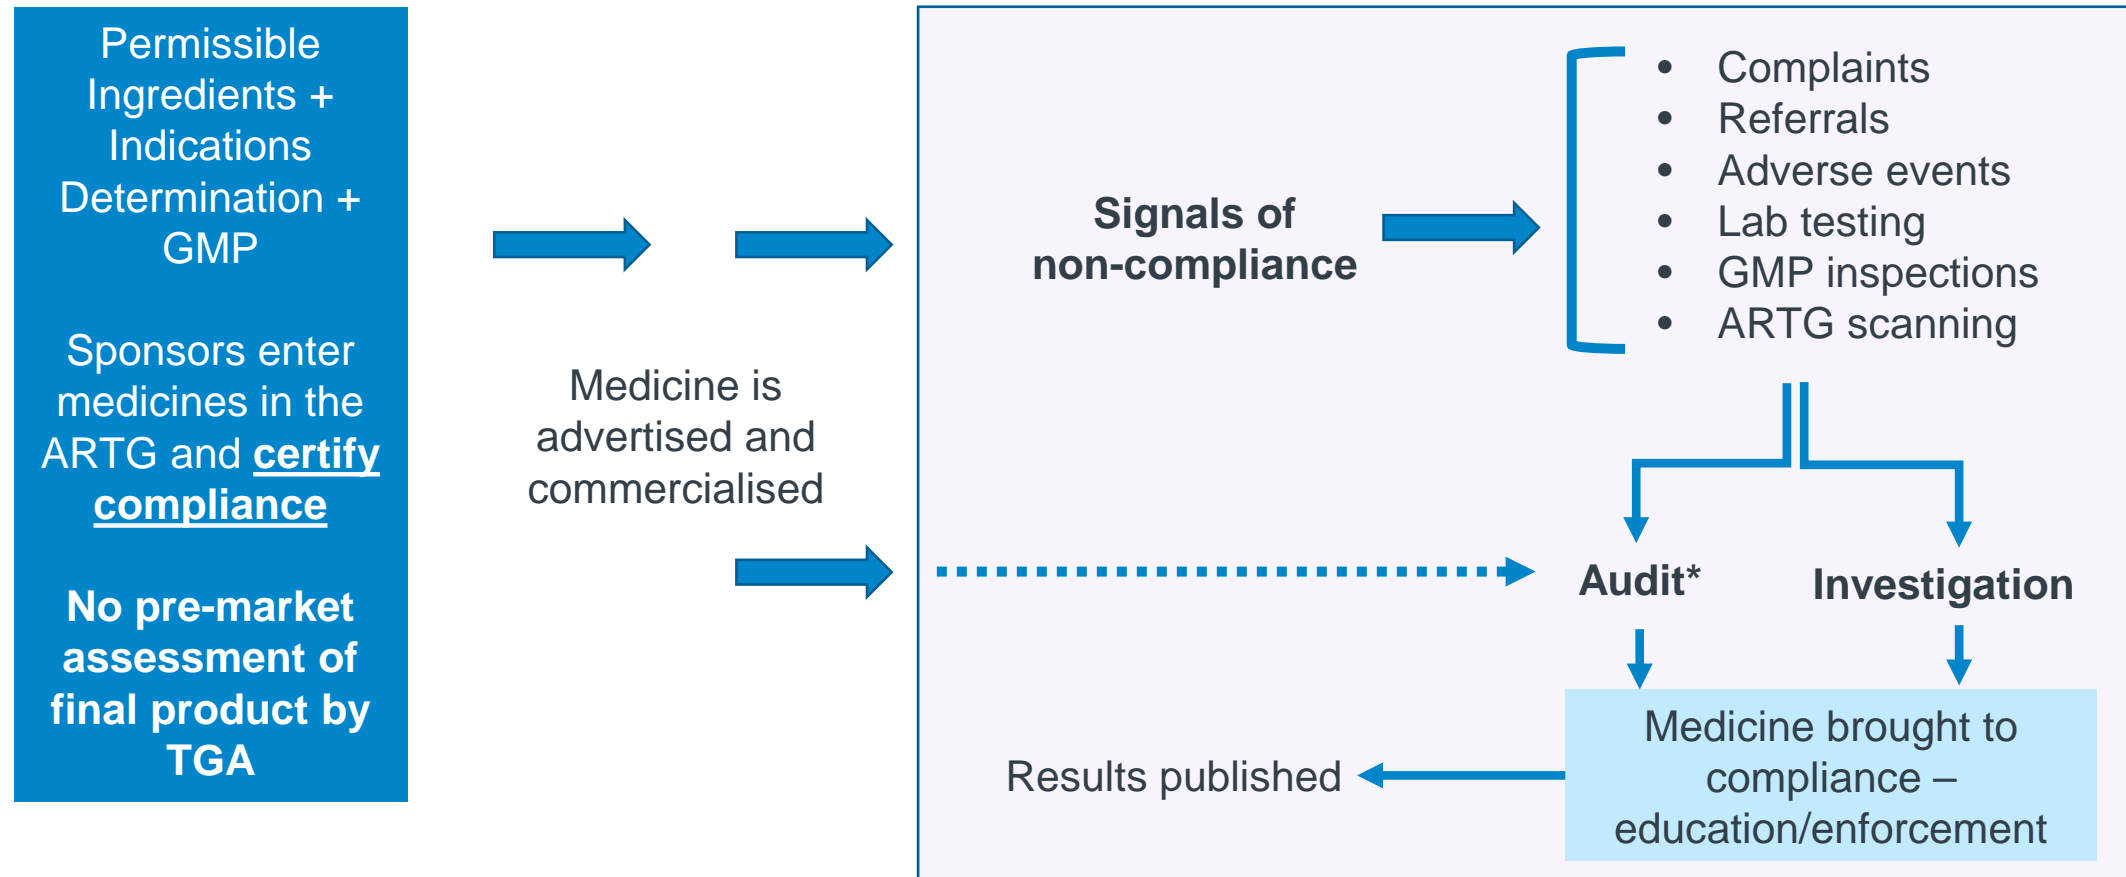 Permissible
Ingredients +
Indications
Determination +
GMP
Sponsors enter
medicines in the
ARTG and certify
compliance
No pre-market
assessment of
final product by
TGA
Medicine is
advertised and
commercialised
Signals of
non-compliance
• Complaints
• Referrals
• Adverse events
• Lab testing
• GMP inspections
• ARTG scanning
Audit*
Investigation
Medicine brought to
compliance –
education/enforcement
Results published